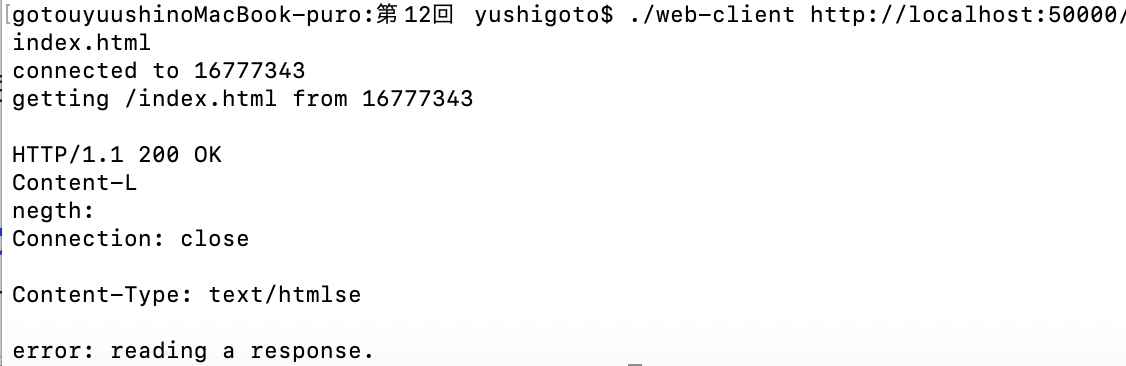 [gotouyuushinoMacBook-puro:第12回 yushigoto$ ./web-client http://localhost:50000/
index.html
connected to 16777343
getting /index.html from 16777343
HTTP/1.1 200 OK
Content-L
negth:
Connection: close
Content-Type: text/htmlse
error: reading a response.